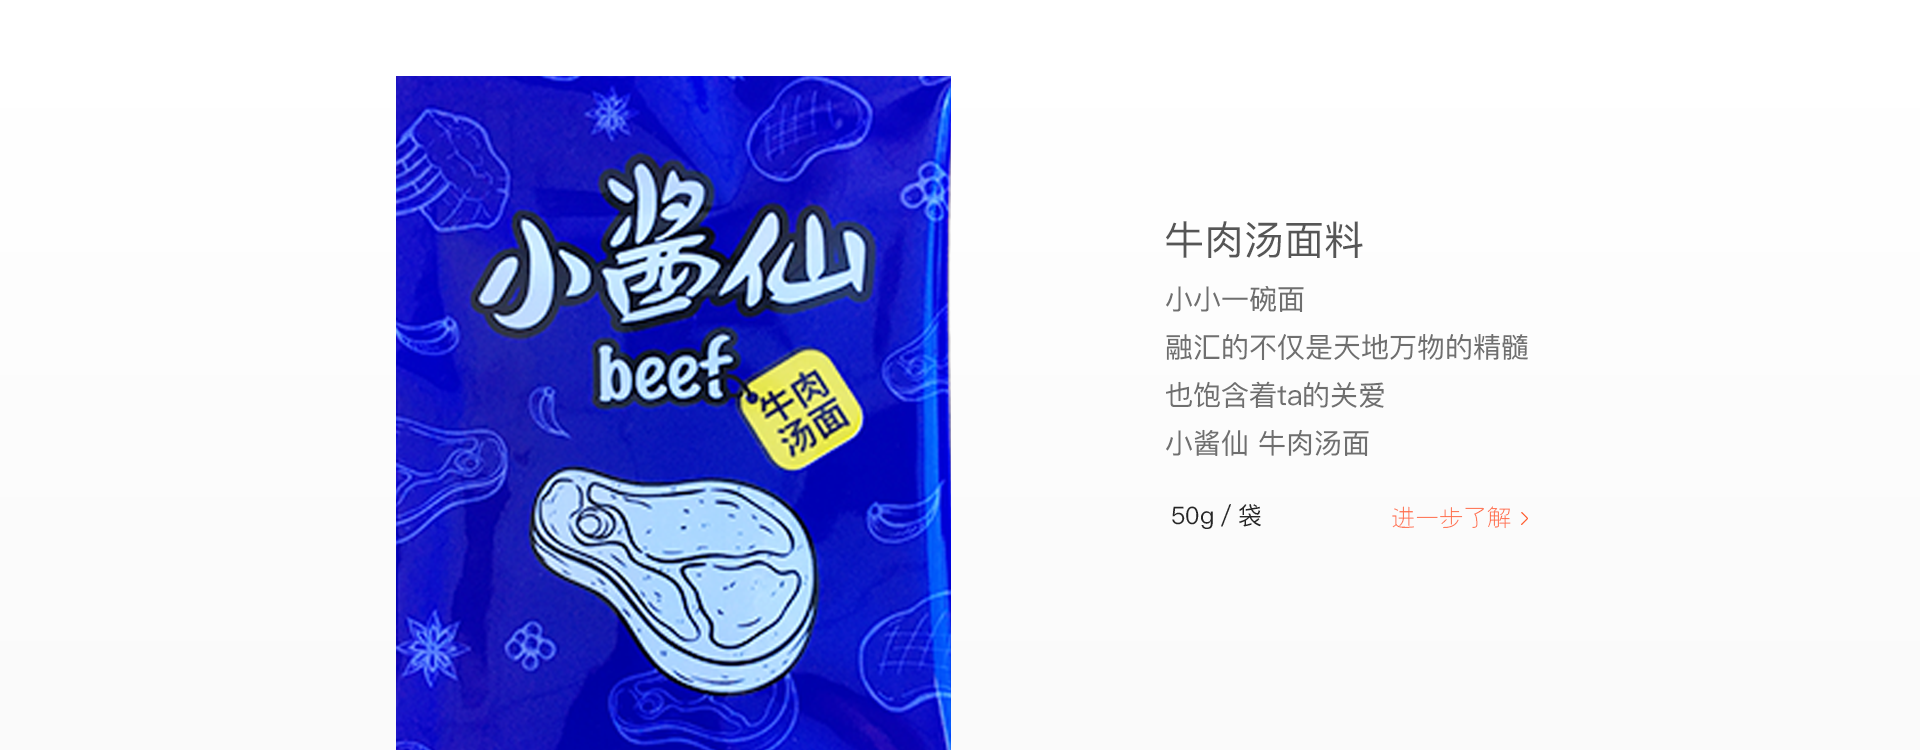 小酱仙
beef
牛肉
汤面
牛肉汤面料
小小一碗面
融汇的不仅是天地万物的精髓
也饱含着ta的关爱
小酱仙 牛肉汤面
50g / 袋
进一步了解 >